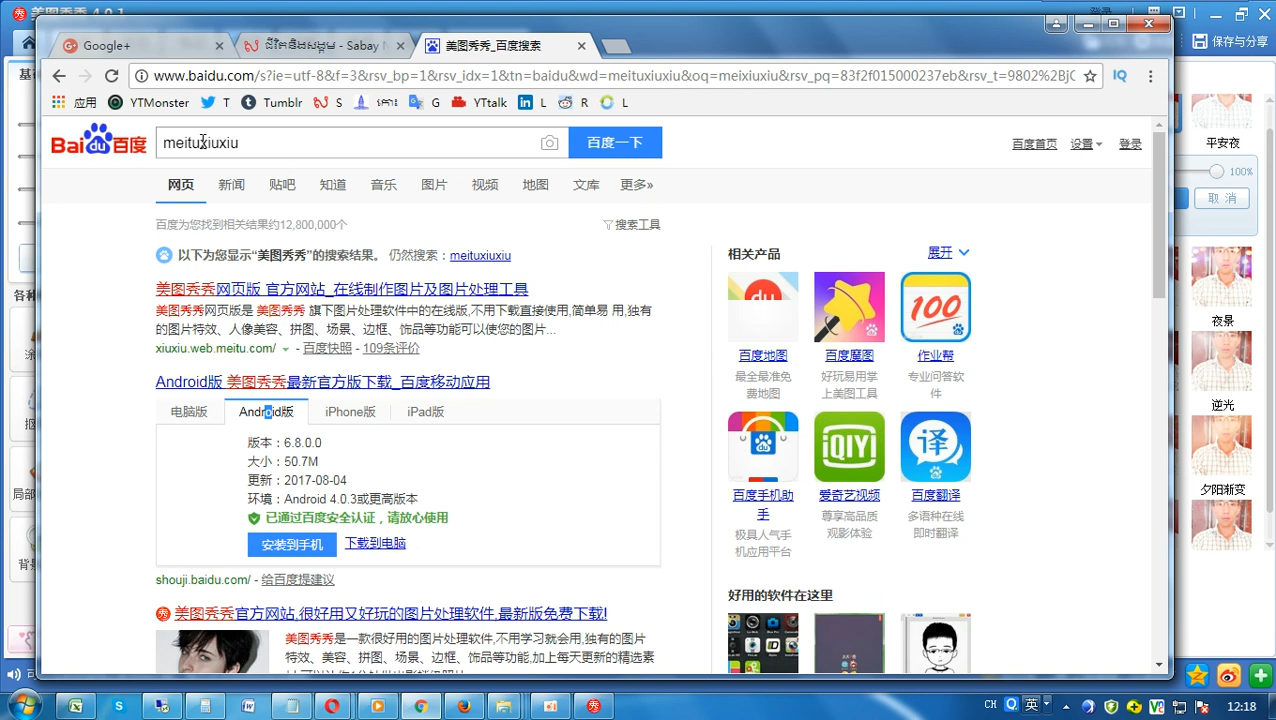 美图秀秀 4.0.1
登录
Google+
Sabay
美图秀秀_百度搜索
www.baidu.com/s?ie=utf-8&f=3&rsv_bp=1&rsv_idx=1&tn=baidu&wd=meituxiuxiu&oq=meixiuxiu&rsv_pq=83f2f015000237eb&rsv_t=9802%2BjC
IQ
保存与分享
应用
YTMonster
T
Tumblr
S
G
YTtalk
L
R
L
Bai du 百度
meituxiuxiu
百度一下
百度首页
设置
登录
网页
新闻
贴吧
知道
音乐
图片
视频
地图
文库
更多»
百度为您找到相关结果约12,800,000个
搜索工具
以下为您显示“美图秀秀”的搜索结果。 仍然搜索：meituxiuxiu
美图秀秀网页版 官方网站_在线制作图片及图片处理工具
美图秀秀网页版是 美图秀秀 旗下图片处理软件中的在线版,不用下载直接使用,简单易 用,独有
的图片特效、人像美容、拼图、场景、边框、饰品等功能可以使您的图片...
xiuxiu.web.meitu.com/ - 百度快照 - 109条评价
Android版 美图秀秀最新官方版下载_百度移动应用
电脑版
Android版
iPhone版
iPad版
版本：6.8.0.0
大小：50.7M
更新：2017-08-04
环境：Android 4.0.3或更高版本
已通过百度安全认证，请放心使用
安装到手机
下载到电脑
shouji.baidu.com/ - 给百度提建议
美图秀秀官方网站,很好用又好玩的图片处理软件,最新版免费下载!
美图秀秀是一款很好用的图片处理软件,不用学习就会用,独有的图片
特效、美容、拼图、场景、边框、饰品等功能,加上每天更新的精选素
相关产品
展开
du
100
百度地图
百度魔图
作业帮
最全最准免
费地图
好玩易用掌
上美图工具
专业问答软
件
iQIYI
译
百度手机助
手
爱奇艺视频
百度翻译
极具人气手
机应用平台
尊享高品质
观影体验
多语种在线
即时翻译
好用的软件在这里
平安夜
100%
取 消
夜景
逆光
夕阳渐变
各种
局部
背景
CH
英
12:18